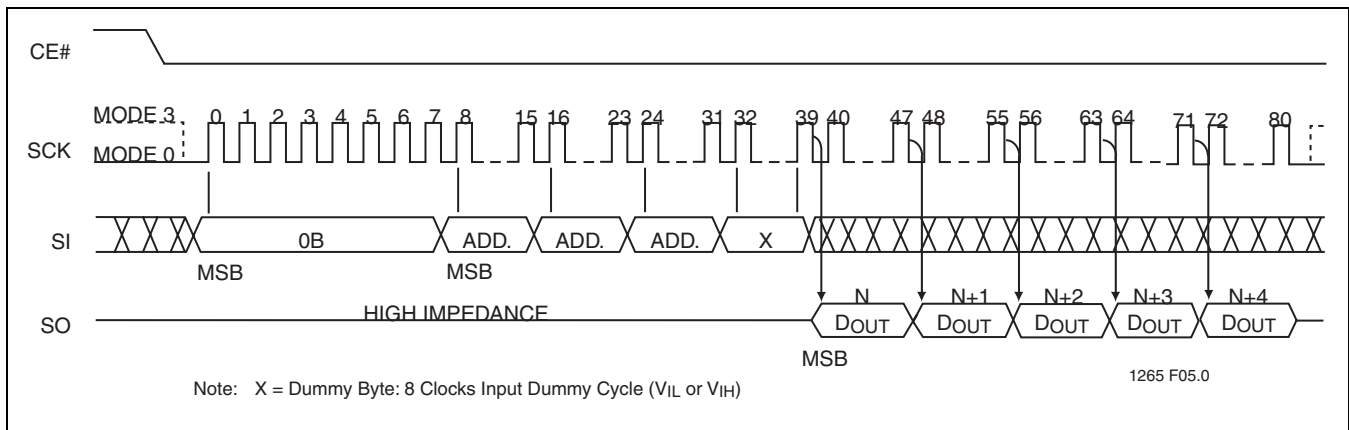 CE#
MODE 3 0 1 2 3 4 5 6 7 8 15 16 23 24 31 32 39 40 47 48 55 56 63 64 71 72 80
SCK MODE 0
SI 0B ADD. ADD. ADD. X
MSB MSB
N N+1 N+2 N+3 N+4
SO HIGH IMPEDANCE DOUT DOUT DOUT DOUT DOUT
MSB
1265 F05.0
Note: X = Dummy Byte: 8 Clocks Input Dummy Cycle (VIL or VIH)